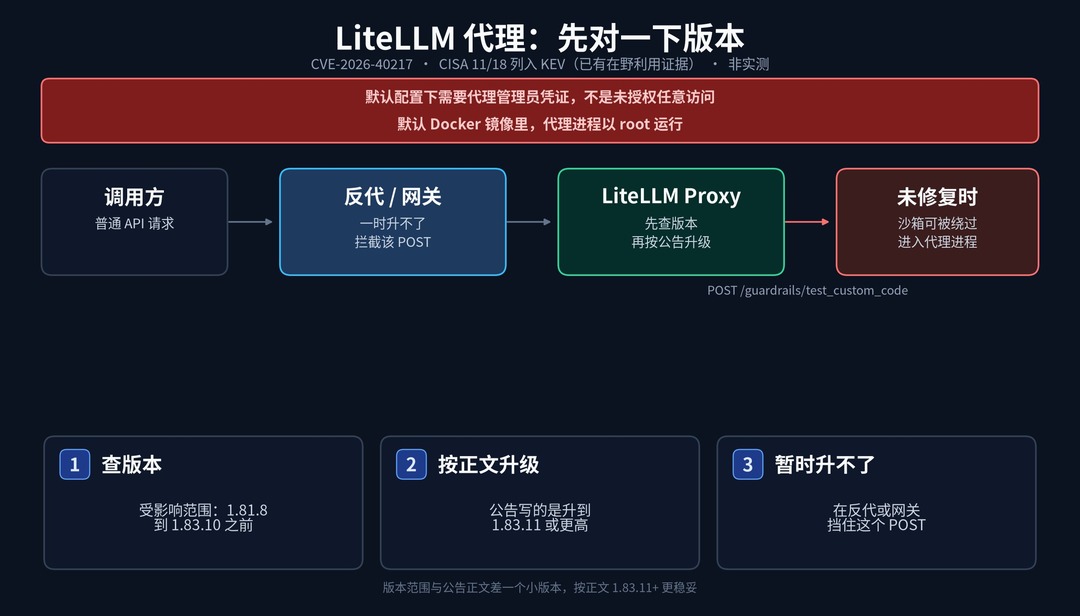 LiteLLM 代理：先对一下版本
CVE-2026-40217 • CISA 11/18 列入 KEV（已有在野利用证据） • 非实测
默认配置下需要代理管理员凭证，不是未授权任意访问
默认 Docker 镜像里，代理进程以 root 运行
调用方
普通 API 请求
反代 / 网关
一时升不了
拦截该 POST
LiteLLM Proxy
先查版本
再按公告升级
未修复时
沙箱可被绕过
进入代理进程
POST /guardrails/test_custom_code
1 查版本
受影响范围：1.81.8
到 1.83.10 之前
2 按正文升级
公告写的是升到
1.83.11 或更高
3 暂时升不了
在反代或网关
挡住这个 POST
版本范围与公告正文差一个小版本，按正文 1.83.11+ 更稳妥